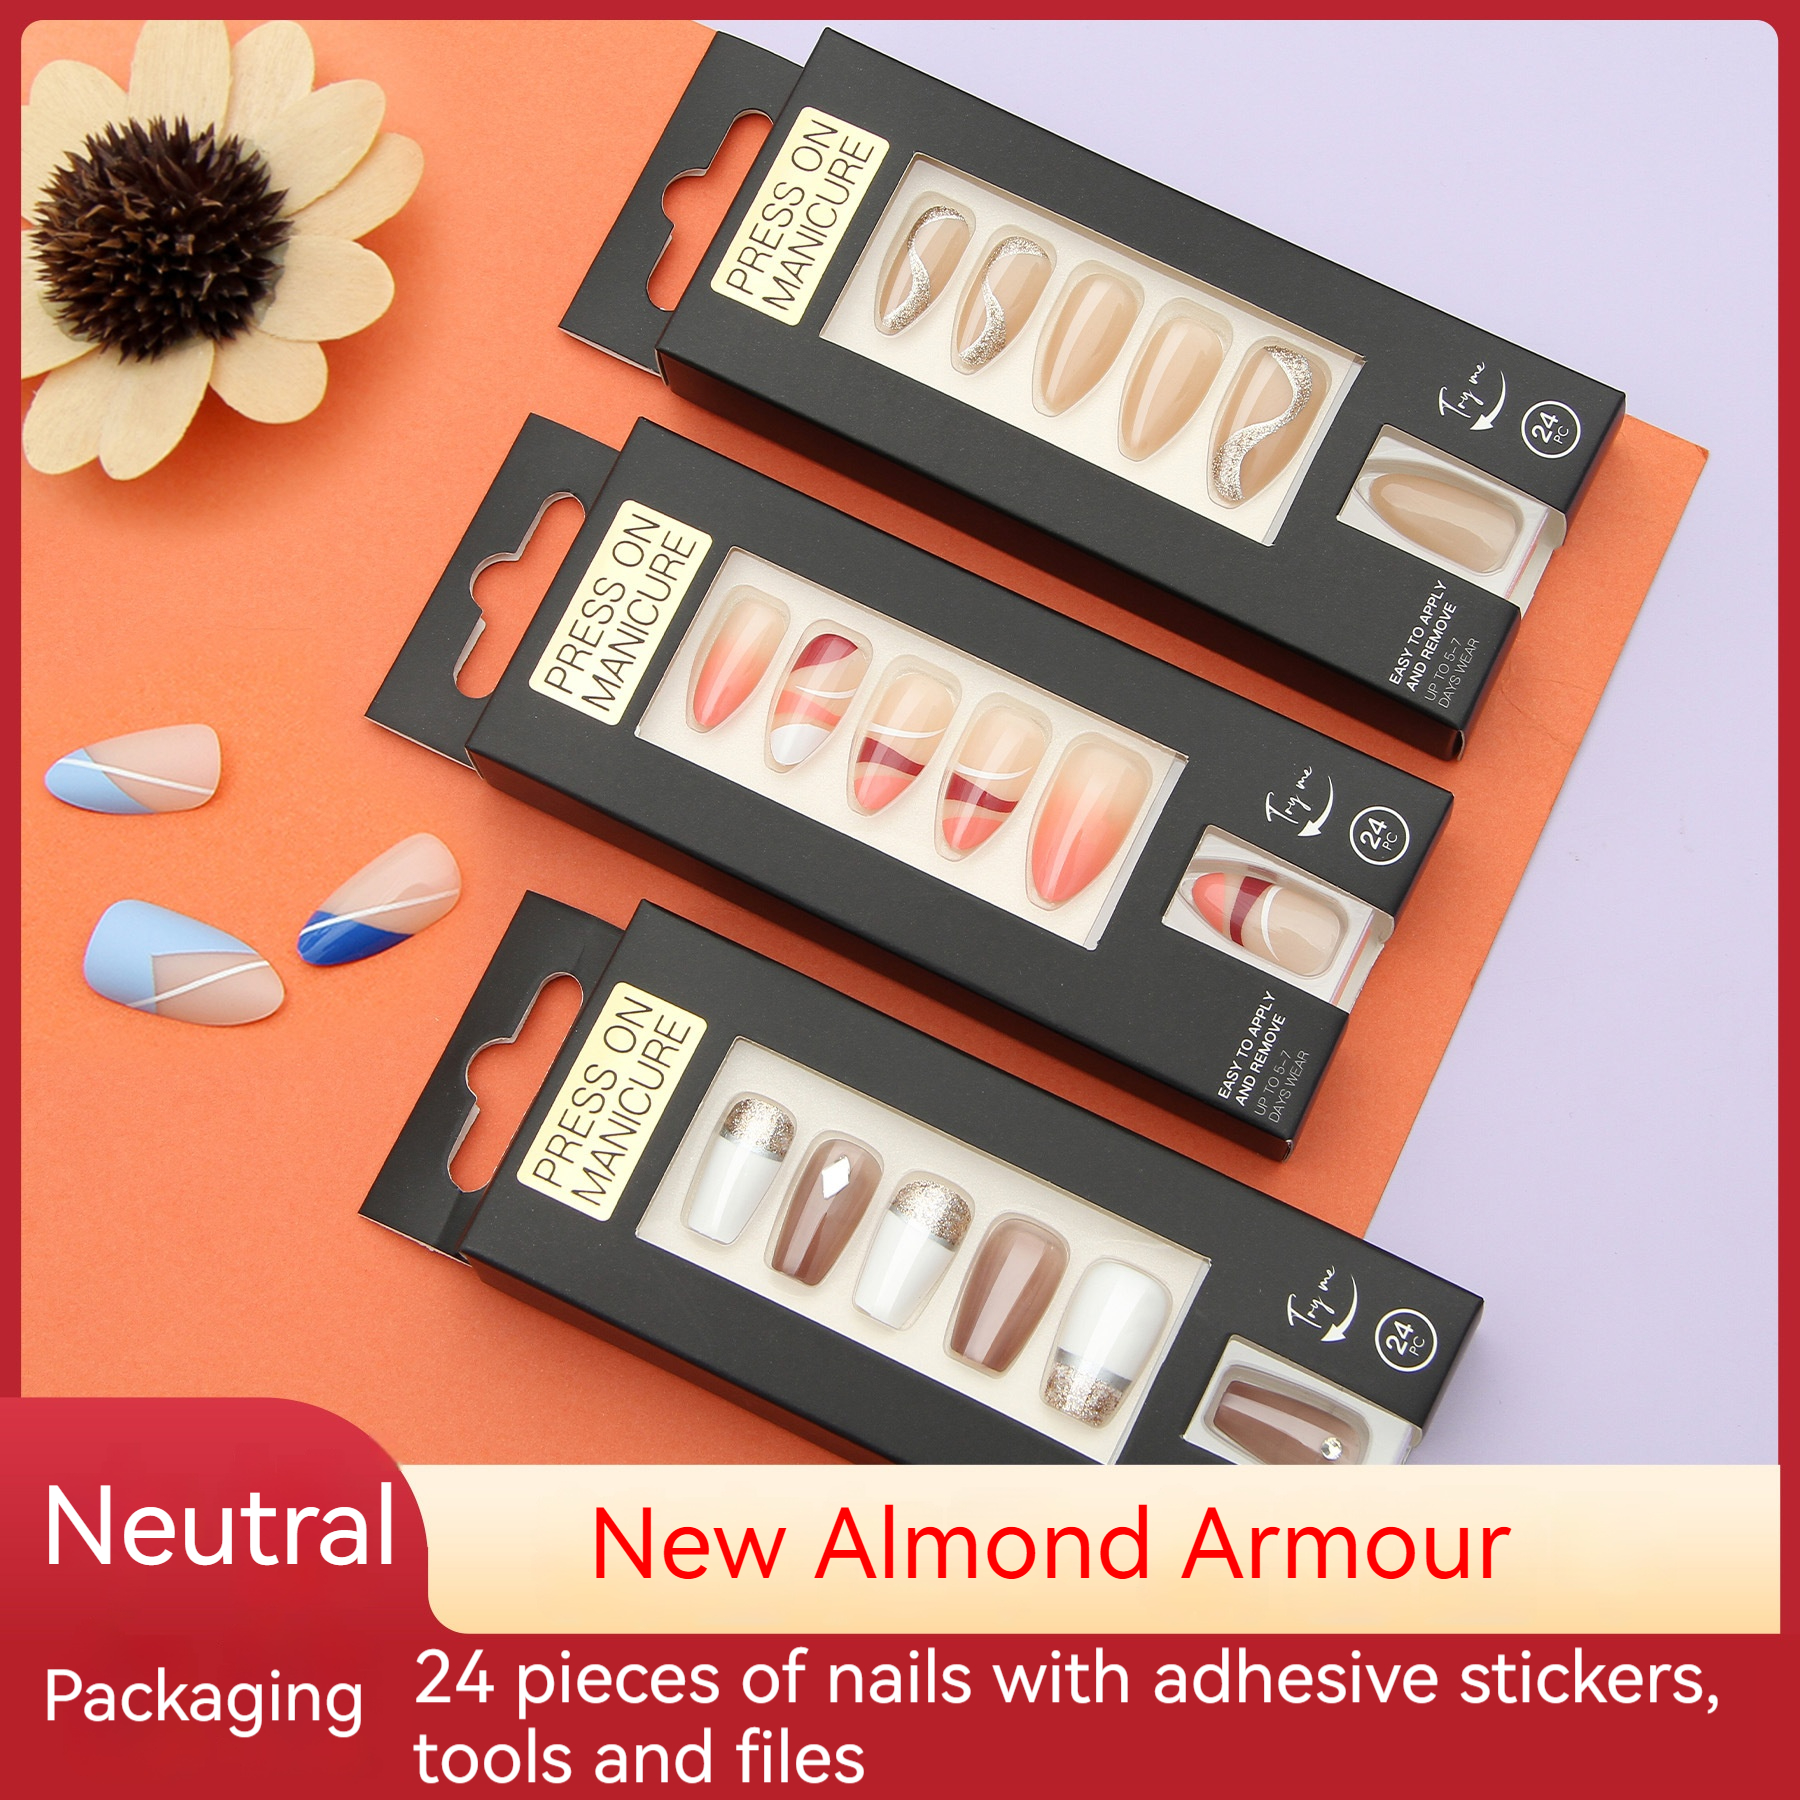 PRESS ON
MANICURE
Try me
24
PC
EASY TO APPLY
AND REMOVE
UP TO 5-7
DAYS WEAR
PRESS ON
MANICURE
Try me
24
PC
EASY TO APPLY
AND REMOVE
UP TO 5-7
DAYS WEAR
PRESS ON
MANICURE
Try me
24
PC
Neutral
New Almond Armour
Packaging
24 pieces of nails with adhesive stickers,
tools and files